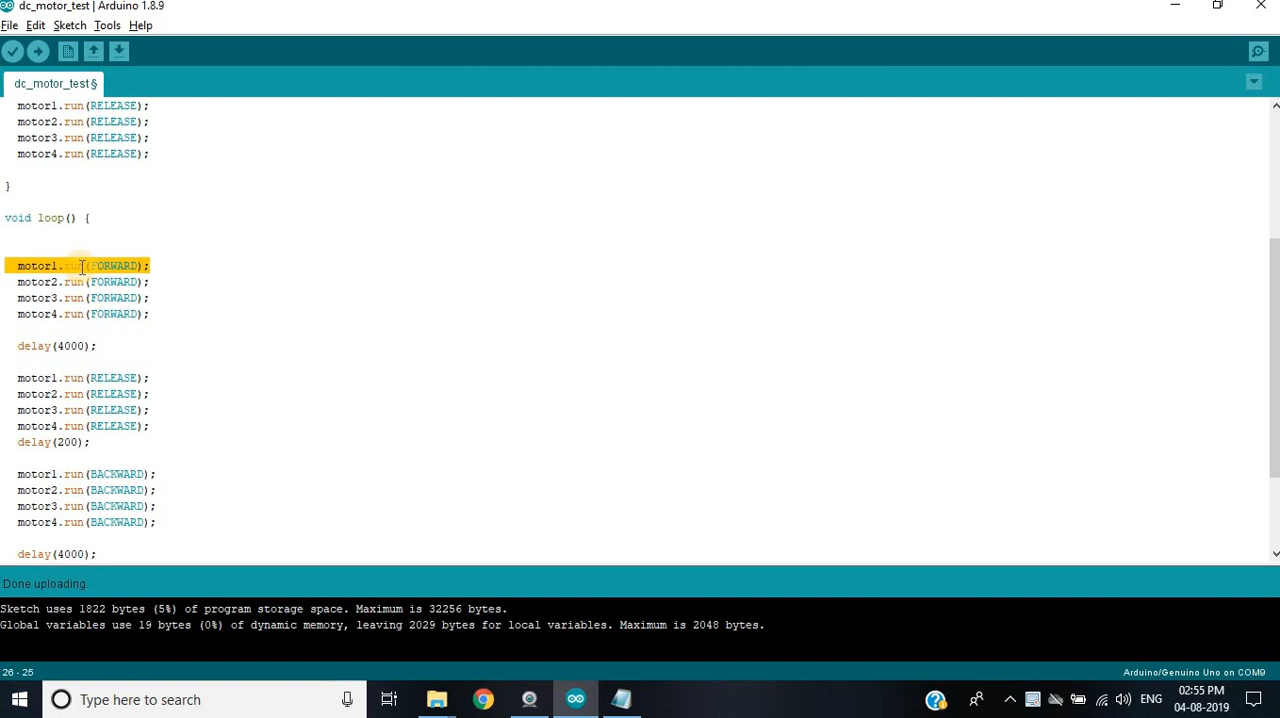 dc_motor_test | Arduino 1.8.9
File Edit Sketch Tools Help
dc_motor_test §
motor1.run(RELEASE);
motor2.run(RELEASE);
motor3.run(RELEASE);
motor4.run(RELEASE);
}
void loop() {
motor1.run(FORWARD);
motor2.run(FORWARD);
motor3.run(FORWARD);
motor4.run(FORWARD);
delay(4000);
motor1.run(RELEASE);
motor2.run(RELEASE);
motor3.run(RELEASE);
motor4.run(RELEASE);
delay(200);
motor1.run(BACKWARD);
motor2.run(BACKWARD);
motor3.run(BACKWARD);
motor4.run(BACKWARD);
delay(4000);
Done uploading.
Sketch uses 1822 bytes (5%) of program storage space. Maximum is 32256 bytes.
Global variables use 19 bytes (0%) of dynamic memory, leaving 2029 bytes for local variables. Maximum is 2048 bytes.
26 - 25 Arduino/Genuino Uno on COM9
Type here to search ENG 02:55 PM
04-08-2019